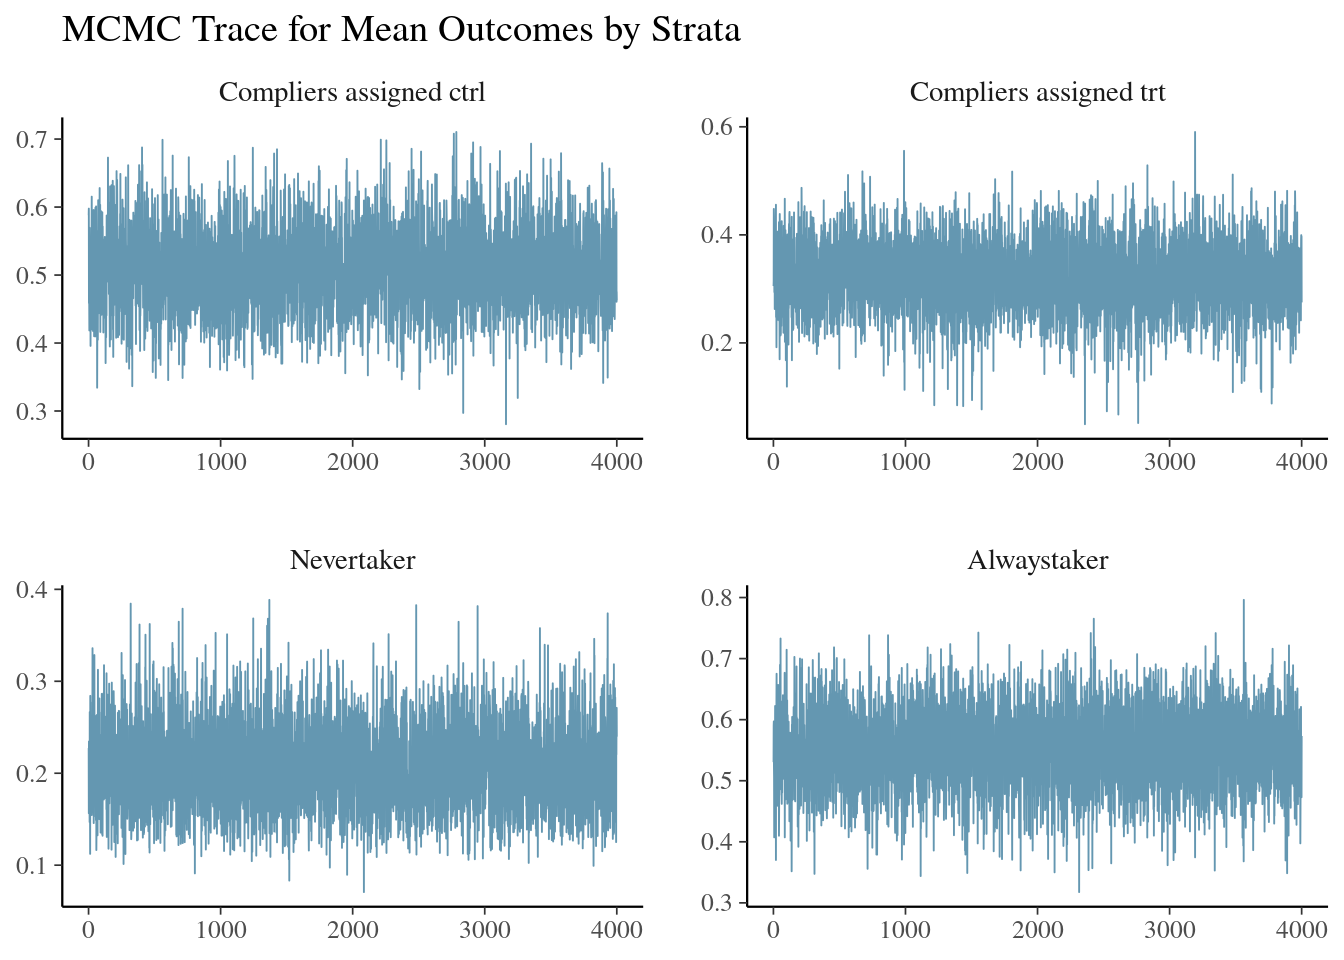 MCMC Trace for Mean Outcomes by Strata
Compliers assigned ctrl
0.7
0.6
0.5
0.4
0.3
0 1000 2000 3000 4000
Compliers assigned trt
0.6
0.4
0.2
0 1000 2000 3000 4000
Nevertaker
0.4
0.3
0.2
0.1
0 1000 2000 3000 4000
Alwaystaker
0.8
0.7
0.6
0.5
0.4
0.3
0 1000 2000 3000 4000